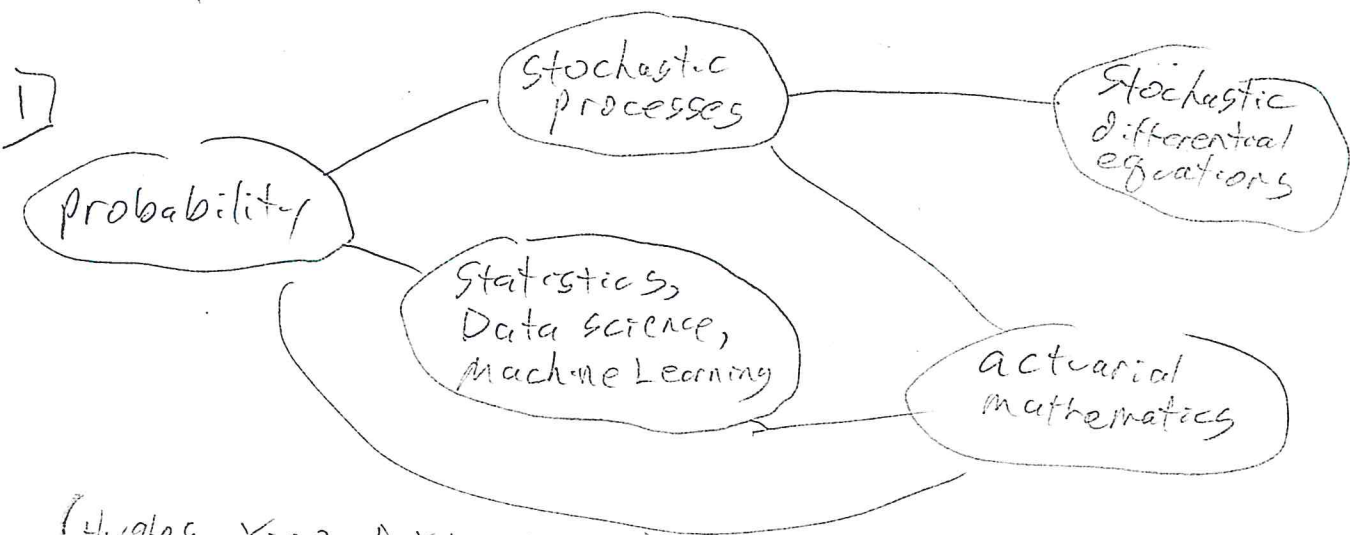 1]
probability
Stochastic
processes
Stochastic
differential
equations
Statistics,
Data science,
Machine Learning
actuarial
mathematics